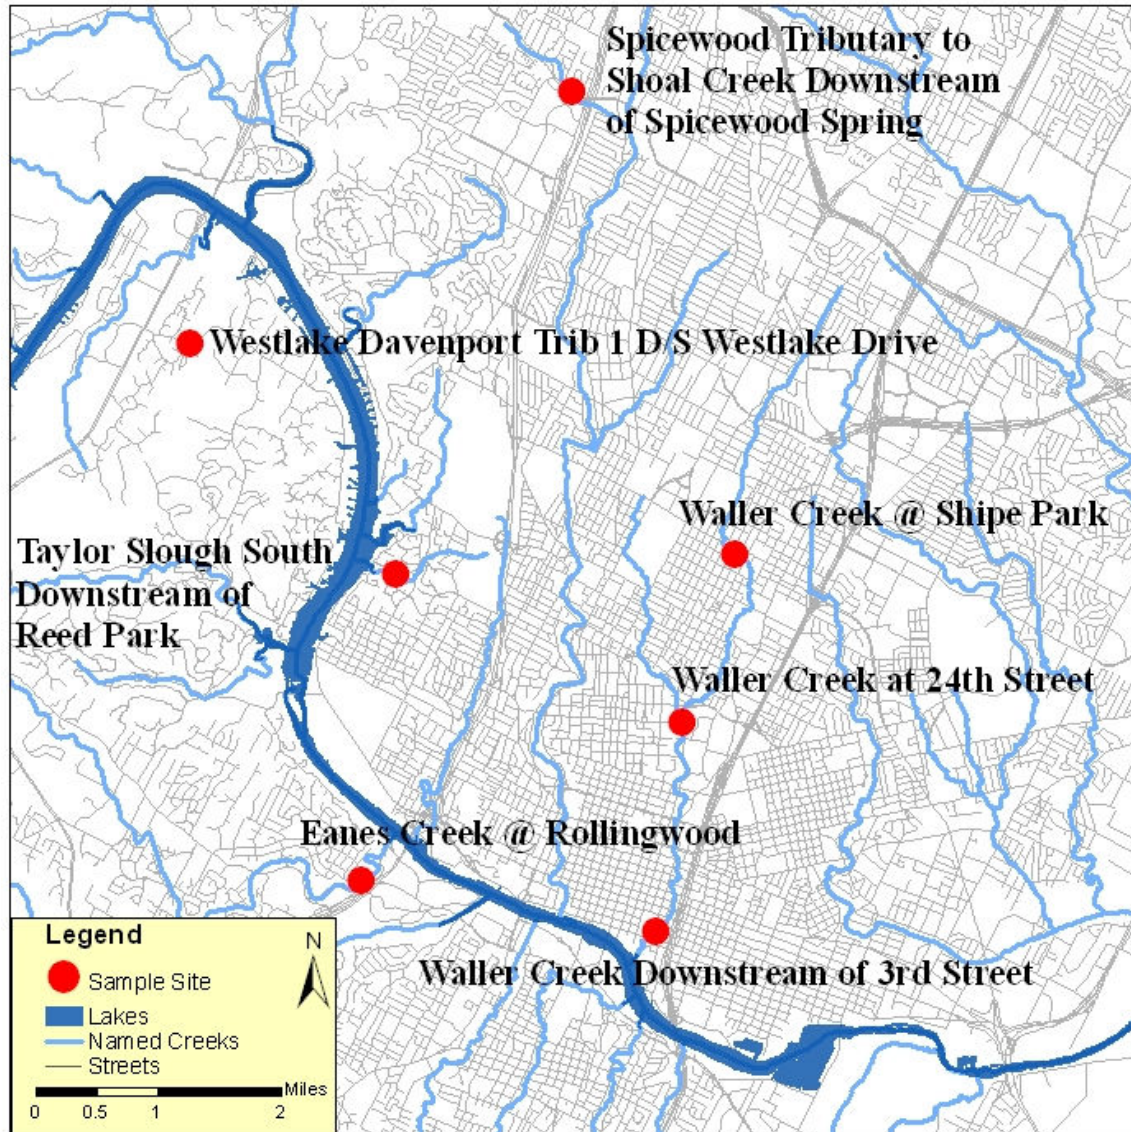 Spicewood Tributary to
Shoal Creek Downstream
of Spicewood Spring
Westlake Davenport Trib 1 D S Westlake Drive
Waller Creek @ Shipe Park
Taylor Slough South
Downstream of
Reed Park
Waller Creek at 24th Street
Eanes Creek @ Rollingwood
Waller Creek Downstream of 3rd Street
Legend
N
Sample Site
Lakes
Named Creeks
Streets
Miles
0 0.5 1 2